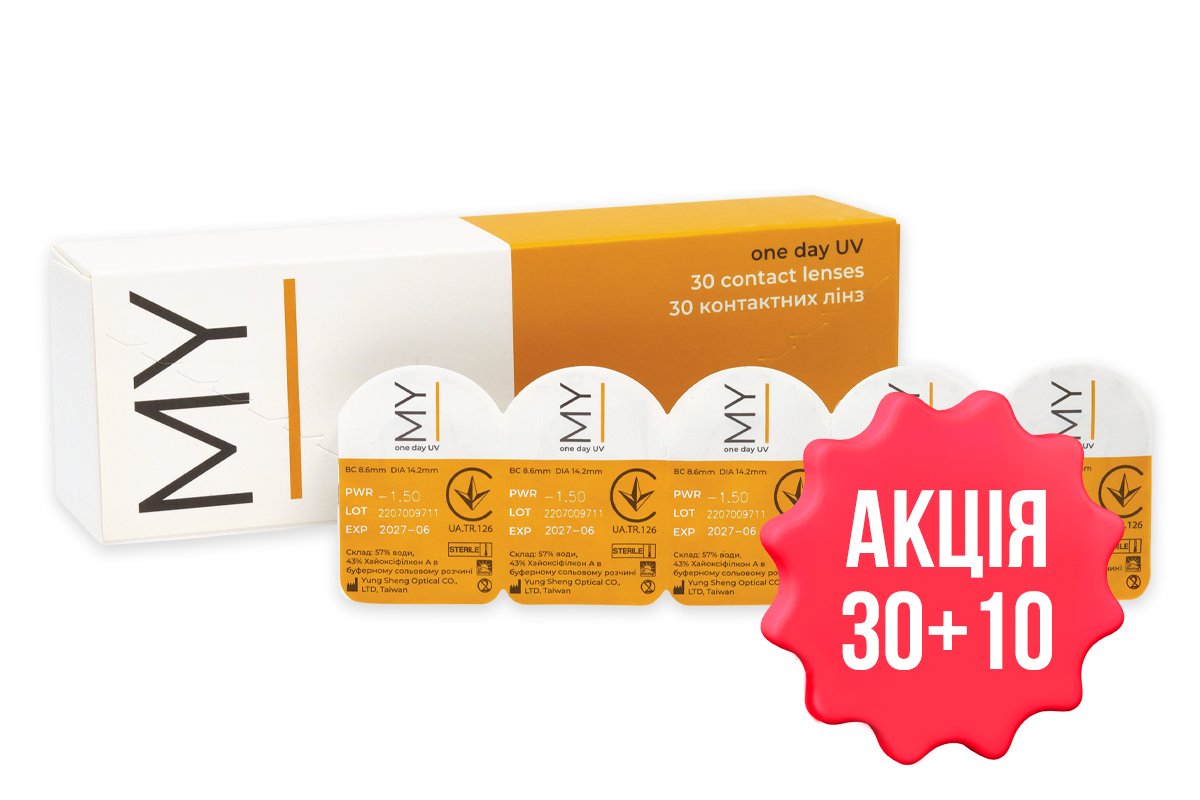 MY
one day UV
30 contact lenses
30 контактних лінз
MY
one day UV
BC 8.6mm DIA 14.2mm
PWR -1.50
LOT 2207009711
EXP 2027-06
UA.TR.126
STERILE
Склад: 57% води,
43% Хайоксіфілкон А в
буферному сольовому розчині
Yung Sheng Optical CO.,
LTD, Taiwan
MY
one day UV
BC 8.6mm DIA 14.2mm
PWR -1.50
LOT 2207009711
EXP 2027-06
UA.TR.126
STERILE
Склад: 57% води,
43% Хайоксіфілкон А в
буферному сольовому розчині
Yung Sheng Optical CO.,
LTD, Taiwan
MY
one day UV
BC 8.6mm DIA 14.2mm
PWR -1.50
LOT 2207009711
EXP 2027-06
Склад: 57% води,
43% Хайоксіфілкон А в
буферному сольовому
Yung Sheng Optical
LTD, Taiwan
MY
UV
.126
АКЦІЯ
30+10